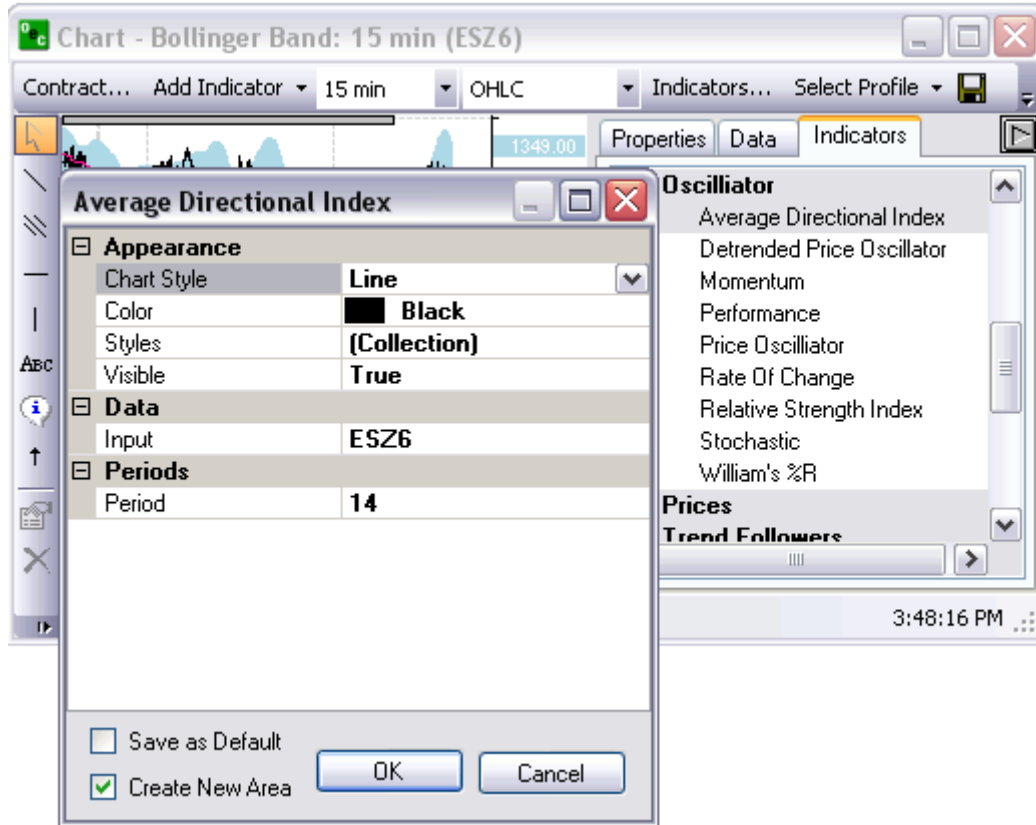 OEC Chart - Bollinger Band: 15 min (ESZ6)
Contract... Add Indicator 15 min OHLC Indicators... Select Profile
1349.00
Properties Data Indicators
ABC
Average Directional Index
Appearance
Chart Style Line
Color Black
Styles (Collection)
Visible True
Data
Input ESZ6
Periods
Period 14
Save as Default
Create New Area
OK Cancel
Oscilliator
Average Directional Index
Detrended Price Oscillator
Momentum
Performance
Price Oscilliator
Rate Of Change
Relative Strength Index
Stochastic
William's %R
Prices
Trend Followers
3:48:16 PM